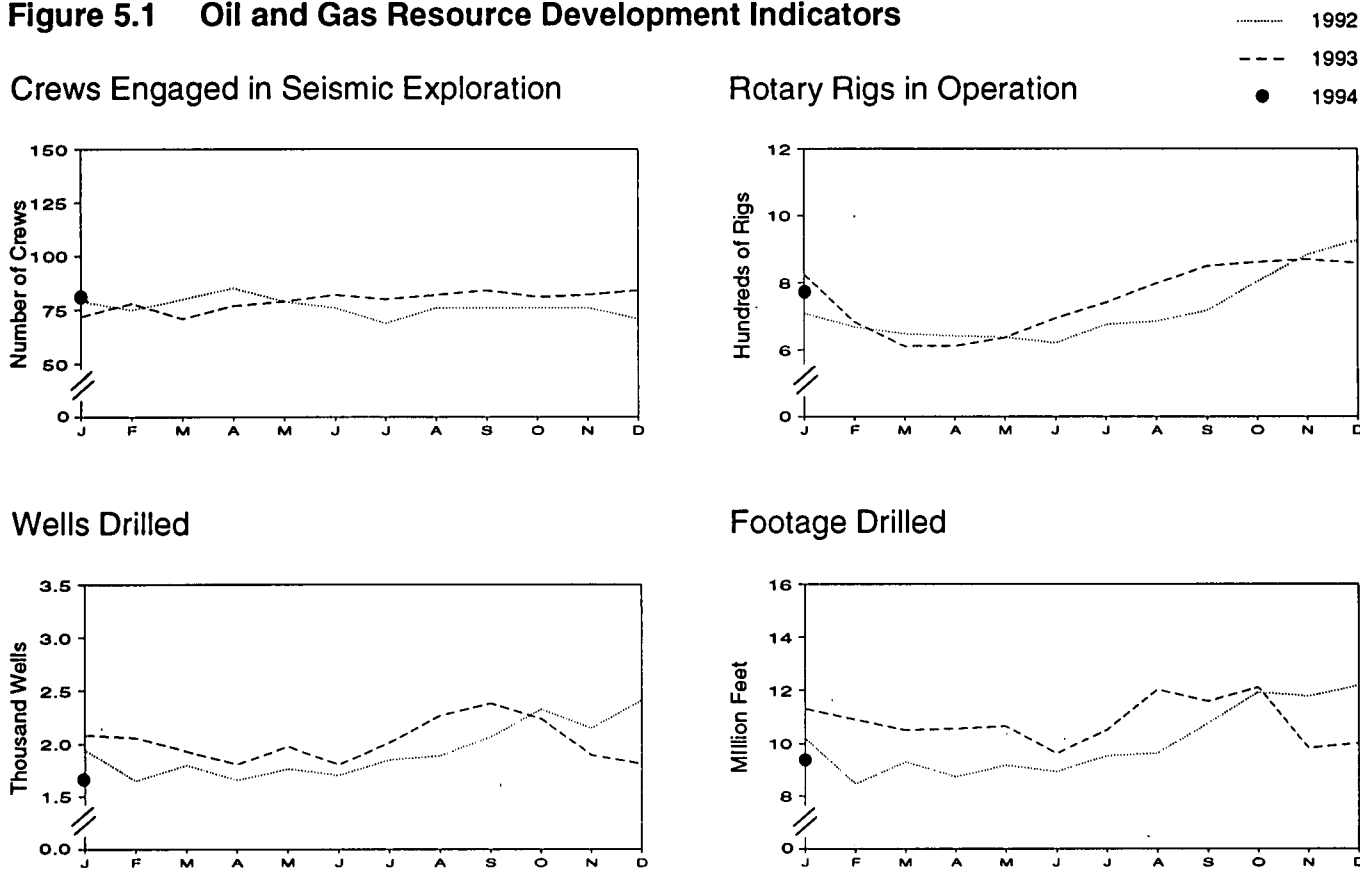 Figure 5.1 Oil and Gas Resource Development Indicators
1992
1993
1994
Crews Engaged in Seismic Exploration
Number of Crews
150
125
100
75
50
0
J F M A M J J A S O N D
Rotary Rigs in Operation
Hundreds of Rigs
12
10
8
6
0
J F M A M J J A S O N D
Wells Drilled
Thousand Wells
3.5
3.0
2.5
2.0
1.5
0.0
J F M A M J J A S O N D
Footage Drilled
Million Feet
16
14
12
10
8
0
J F M A M J J A S O N D